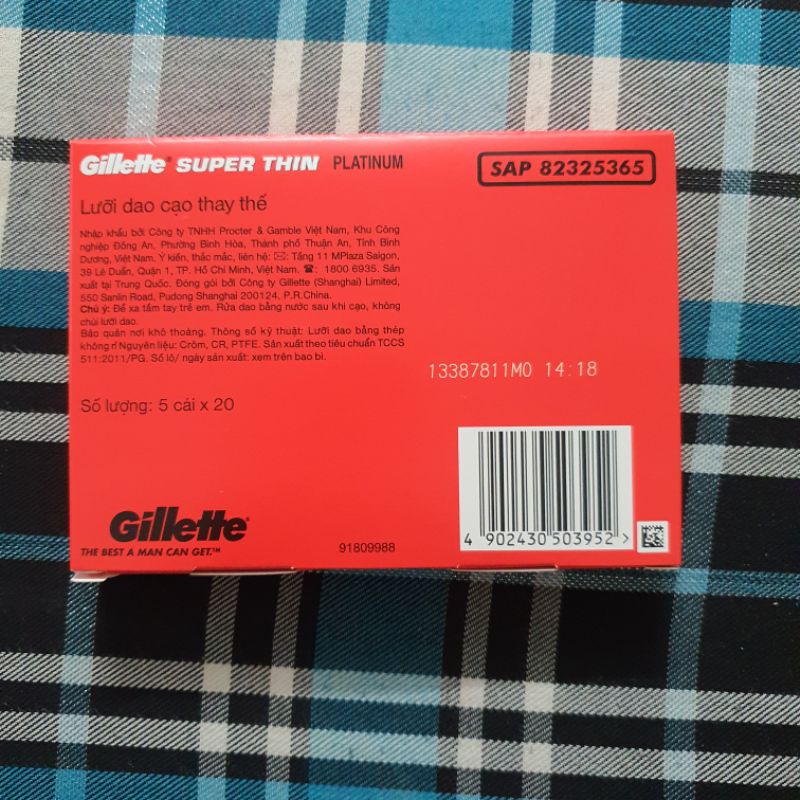 Gillette® SUPER THIN PLATINUM
SAP 82325365
Lưỡi dao cạo thay thế
Nhập khẩu bởi Công ty TNHH Procter & Gamble Việt Nam, Khu Công
nghiệp Đồng An, Phường Bình Hòa, Thành phố Thuận An, Tỉnh Bình
Dương, Việt Nam. Ý kiến, thắc mắc, liên hệ: ✉: Tầng 11 MPlaza Saigon,
39 Lê Duẩn, Quận 1, TP. Hồ Chí Minh, Việt Nam. ☎: 1800 6935. Sản
xuất tại Trung Quốc. Đóng gói bởi Công ty Gillette (Shanghai) Limited,
550 Sanlin Road, Pudong Shanghai 200124, P.R.China.
Chú ý: Để xa tầm tay trẻ em. Rửa dao bằng nước sau khi cạo, không
chùi lưỡi dao.
Bảo quản nơi khô thoáng. Thông số kỹ thuật: Lưỡi dao bằng thép
không rỉ Nguyên liệu: Crôm, CR, PTFE. Sản xuất theo tiêu chuẩn TCCS
511:2011/PG. Số lô/ ngày sản xuất: xem trên bao bì.
13387811M0 14:18
Số lượng: 5 cái x 20
Gillette®
THE BEST A MAN CAN GET.™
91809988
4 902430 503952 >